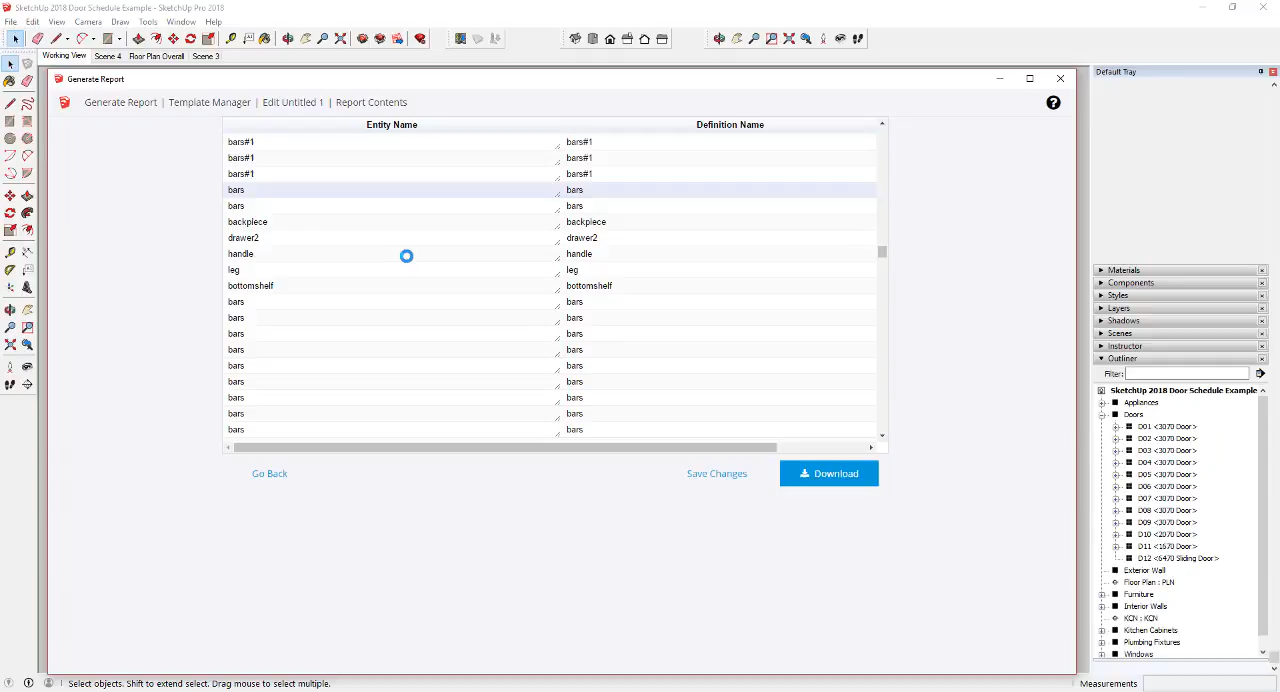 SketchUp 2018 Door Schedule Example - SketchUp Pro 2018
File Edit View Camera Draw Tools Window Help
Working View Scene 4 Floor Plan Overall Scene 3
Generate Report
Generate Report | Template Manager | Edit Untitled 1 | Report Contents
Entity Name Definition Name
bars#1 bars#1
bars#1 bars#1
bars#1 bars#1
bars bars
bars bars
backpiece backpiece
drawer2 drawer2
handle handle
leg leg
bottomshelf bottomshelf
bars bars
bars bars
bars bars
bars bars
bars bars
bars bars
bars bars
bars bars
bars bars
Go Back Save Changes Download
Default Tray
Materials
Components
Styles
Layers
Shadows
Scenes
Instructor
Outliner
Filter:
SketchUp 2018 Door Schedule Example
Appliances
Doors
D01 <3070 Door>
D02 <3070 Door>
D03 <3070 Door>
D04 <3070 Door>
D05 <3070 Door>
D06 <3070 Door>
D07 <3070 Door>
D08 <3070 Door>
D09 <3070 Door>
D10 <2070 Door>
D11 <1670 Door>
D12 <6470 Sliding Door>
Exterior Wall
Floor Plan : PLN
Furniture
Interior Walls
KCN : KCN
Kitchen Cabinets
Plumbing Fixtures
Windows
Select objects. Shift to extend select. Drag mouse to select multiple.
Measurements